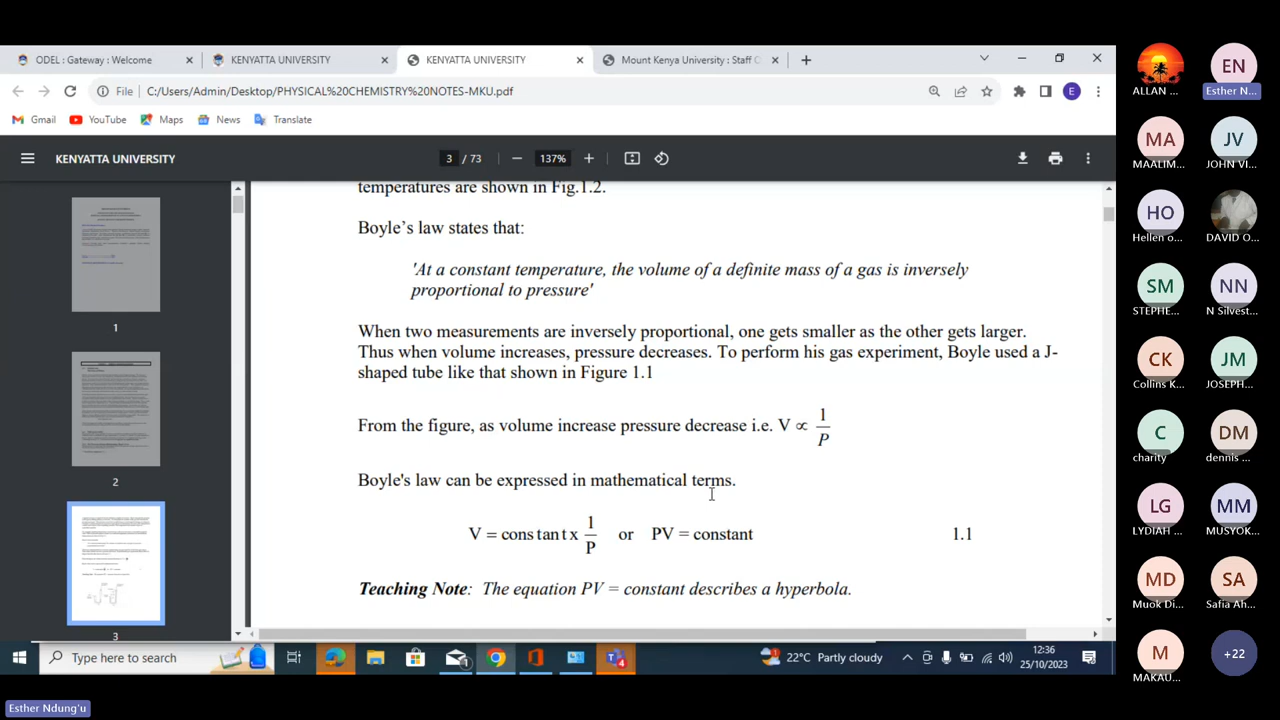 ODEL : Gateway : Welcome
KENYATTA UNIVERSITY
KENYATTA UNIVERSITY
Mount Kenya University : Staff
File C:/Users/Admin/Desktop/PHYSICAL%20CHEMISTRY%20NOTES-MKU.pdf
E
Gmail YouTube Maps News Translate
KENYATTA UNIVERSITY 3 / 73 137%
1
2
3
temperatures are shown in Fig.1.2.
Boyle's law states that:
'At a constant temperature, the volume of a definite mass of a gas is inversely
proportional to pressure'
When two measurements are inversely proportional, one gets smaller as the other gets larger.
Thus when volume increases, pressure decreases. To perform his gas experiment, Boyle used a J-
shaped tube like that shown in Figure 1.1
From the figure, as volume increase pressure decrease i.e. V ∝ 1/P
Boyle's law can be expressed in mathematical terms.
V = cons tan t x 1/P or PV = constant 1.1
Teaching Note: The equation PV = constant describes a hyperbola.
Type here to search
1
4
22°C Partly cloudy
12:36
25/10/2023
ALLAN ...
EN
Esther N...
MA
MAALIM...
JV
JOHN VI...
HO
Hellen o...
DAVID O...
SM
STEPHE...
NN
N Silvest...
CK
Collins K...
JM
JOSEPH...
C
charity
DM
dennis ...
LG
LYDIAH ...
MM
MUSYOK...
MD
Muok Di...
SA
Safia Ah...
M
MAKAU...
+22
Esther Ndung'u